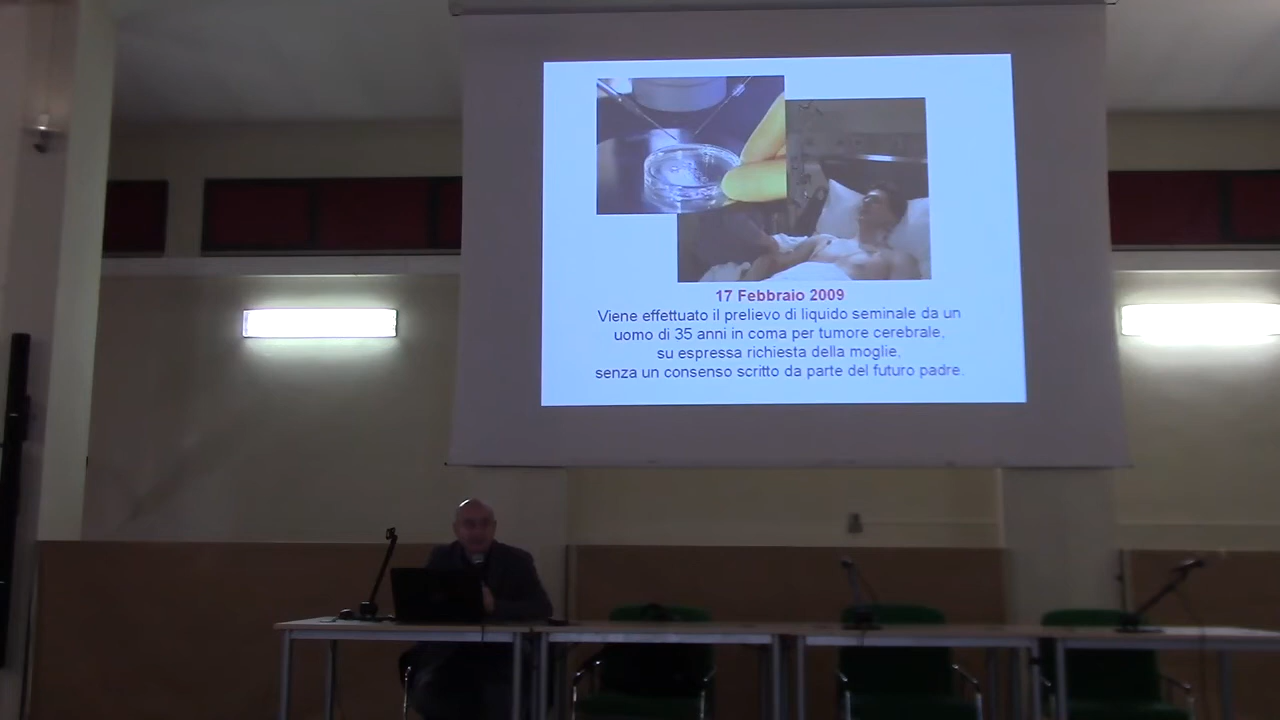 17 Febbraio 2009
Viene effettuato il prelievo di liquido seminale da un
uomo di 35 anni in coma per tumore cerebrale,
su espressa richiesta della moglie,
senza un consenso scritto da parte del futuro padre.